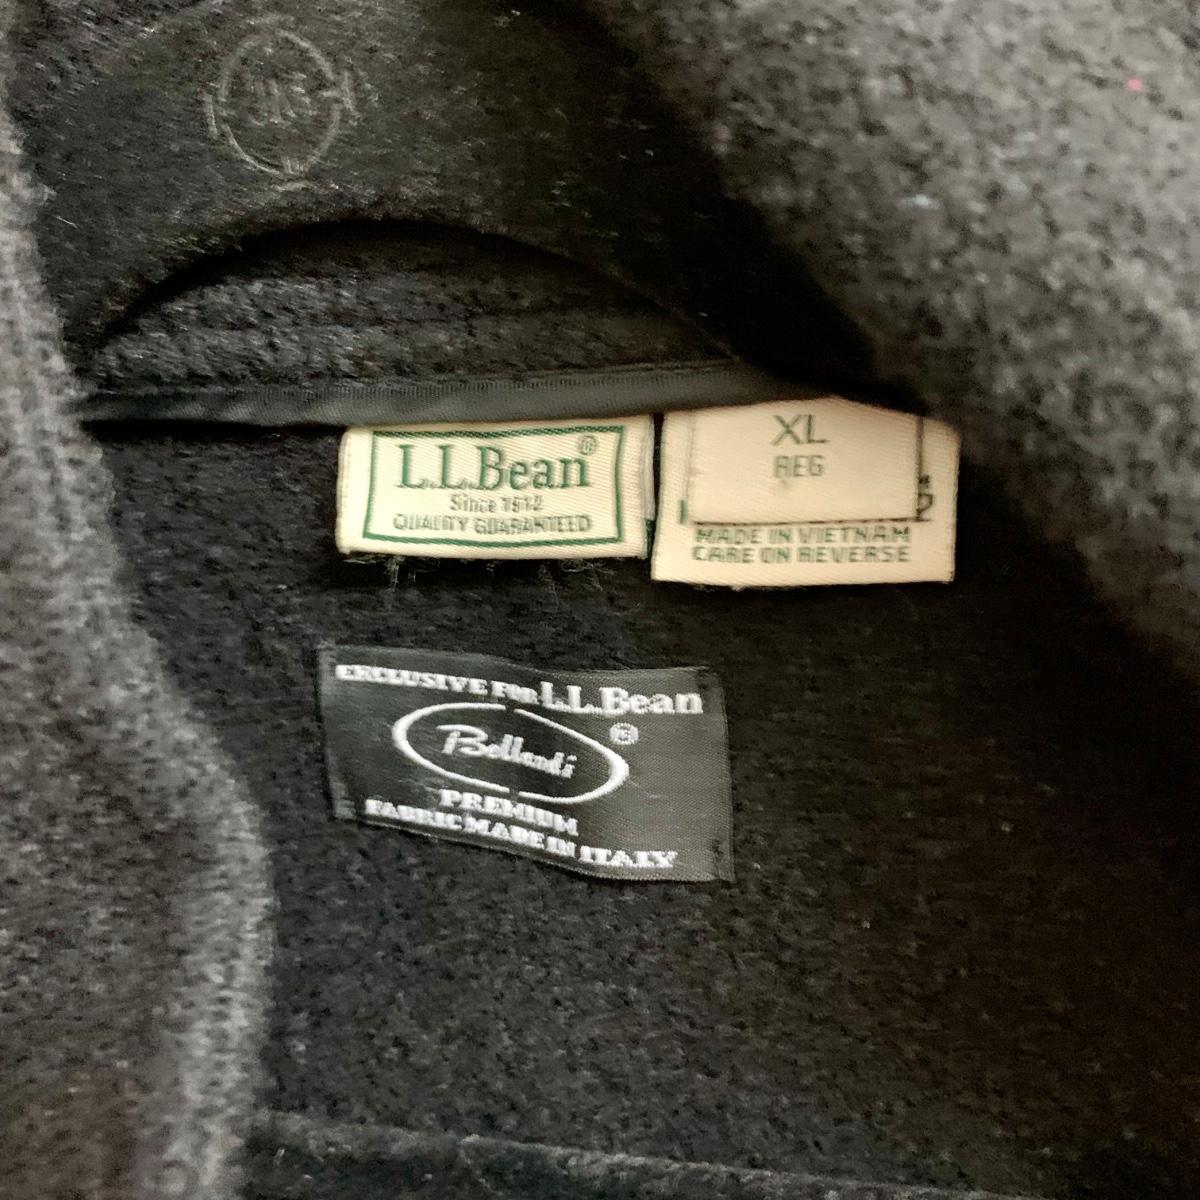 L.L.Bean®
Since 1912
QUALITY GUARANTEED
XL
REG
MADE IN VIETNAM
CARE ON REVERSE
EXCLUSIVE FOR L.L.Bean
®
PREMIUM
FABRIC MADE IN ITALY